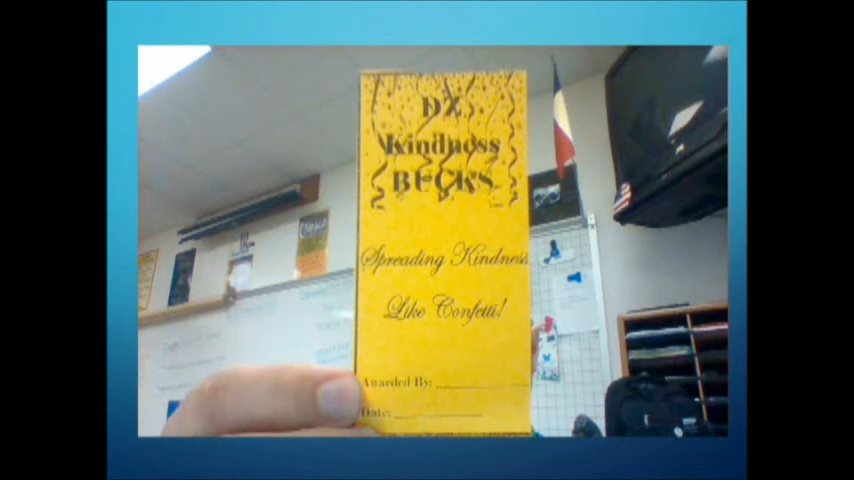 DZ
Kindness
BUCKS
Spreading Kindness
Like Confetti!
Awarded By:
Date: